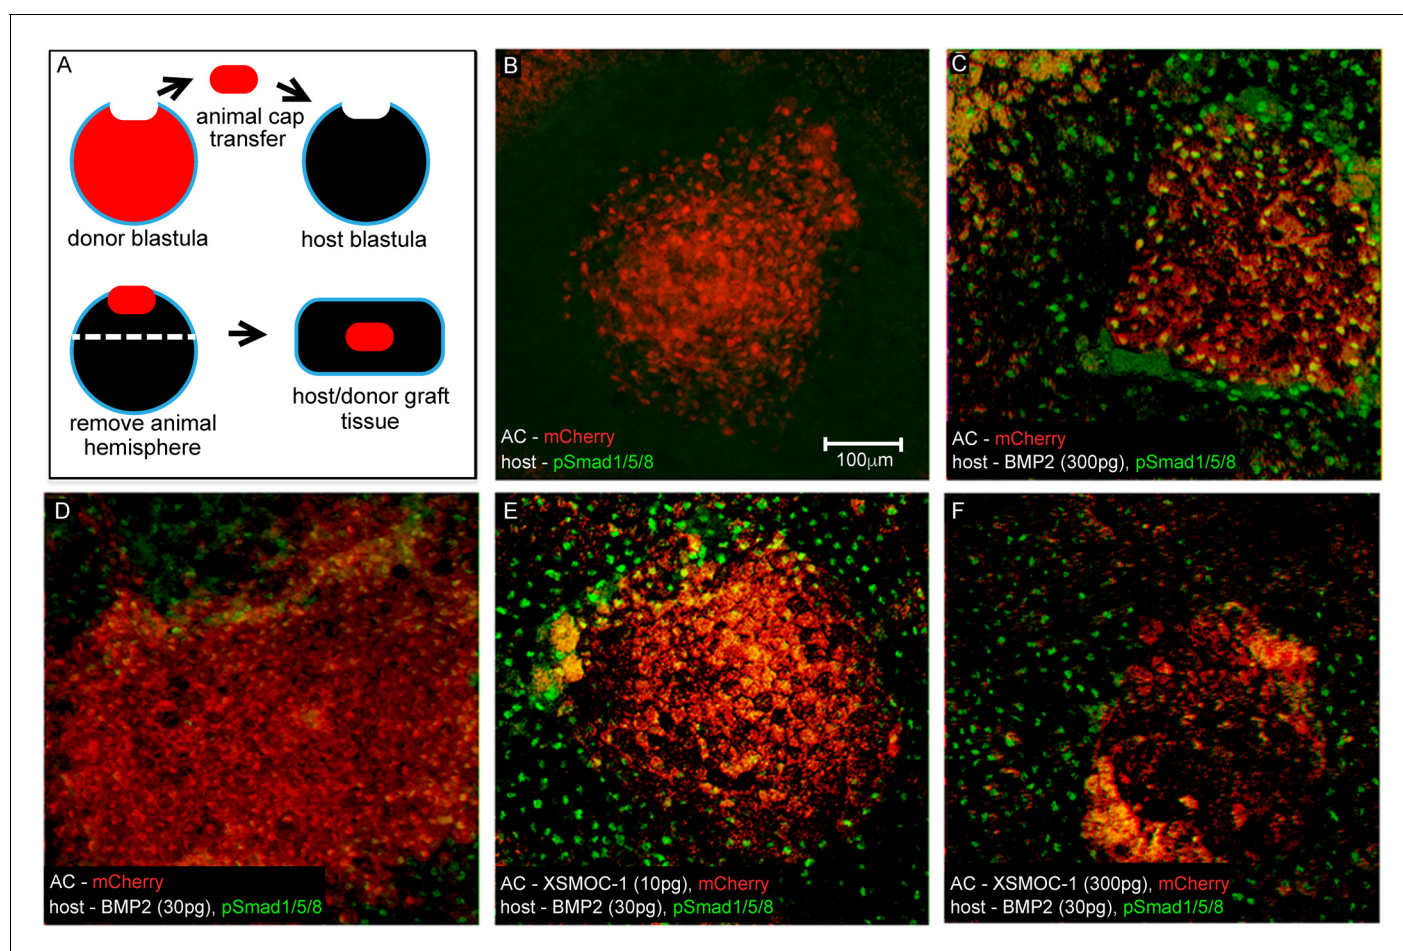 A
animal cap
transfer
donor blastula
host blastula
remove animal
hemisphere
host/donor graft
tissue
B
AC - mCherry
host - pSmad1/5/8
100μm
C
AC - mCherry
host - BMP2 (300pg), pSmad1/5/8
D
AC - mCherry
host - BMP2 (30pg), pSmad1/5/8
E
AC - XSMOC-1 (10pg), mCherry
host - BMP2 (30pg), pSmad1/5/8
F
AC - XSMOC-1 (300pg), mCherry
host - BMP2 (30pg), pSmad1/5/8